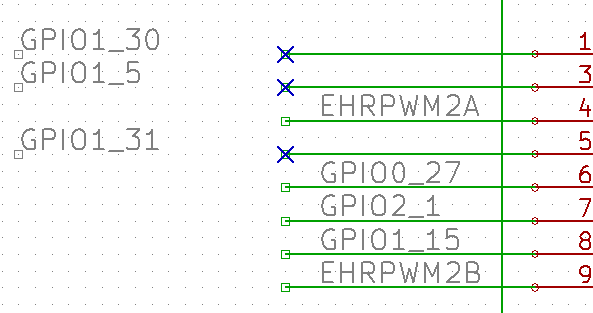 GPIO1_30 1
GPIO1_5 3
EHRPWM2A 4
GPIO1_31 5
GPIO0_27 6
GPIO2_1 7
GPIO1_15 8
EHRPWM2B 9